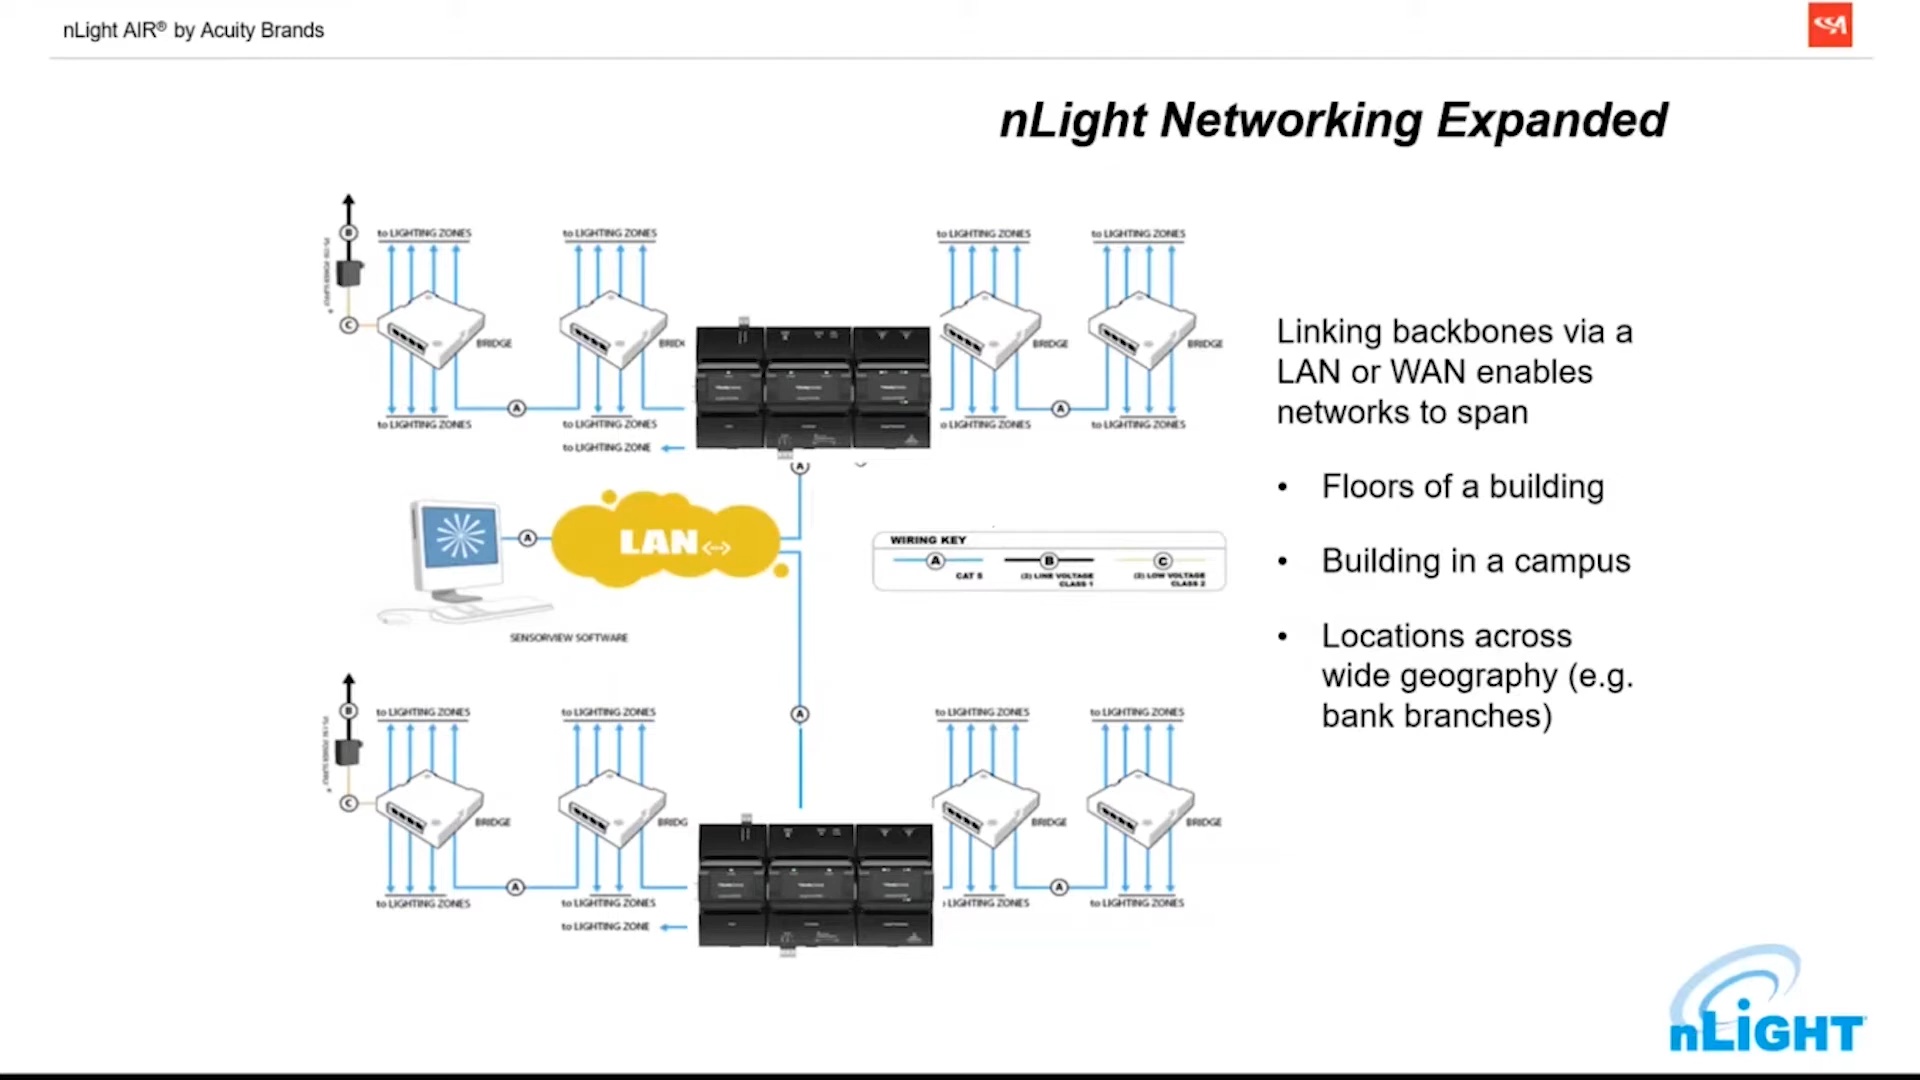 nLight AIR® by Acuity Brands
nLight Networking Expanded
B
to LIGHTING ZONES
to LIGHTING ZONES
to LIGHTING ZONES
to LIGHTING ZONES
C
BRIDGE
BRIDG
BRIDGE
BRIDGE
A
A
to LIGHTING ZONES
to LIGHTING ZONES
o LIGHTING ZONES
to LIGHTING ZONES
to LIGHTING ZONE
A
A
LAN
SENSORVIEW SOFTWARE
WIRING KEY
A
B
C
CAT 5
(2) LINE VOLTAGE
CLASS 1
(2) LOW VOLTAGE
CLASS 2
Linking backbones via a
LAN or WAN enables
networks to span
• Floors of a building
• Building in a campus
• Locations across
wide geography (e.g.
bank branches)
B
to LIGHTING ZONES
to LIGHTING ZONES
A
to LIGHTING ZONES
to LIGHTING ZONES
C
BRIDGE
BRIDG
BRIDGE
BRIDGE
A
A
to LIGHTING ZONES
to LIGHTING ZONES
LIGHTING ZONES
to LIGHTING ZONES
to LIGHTING ZONE
nLIGHT